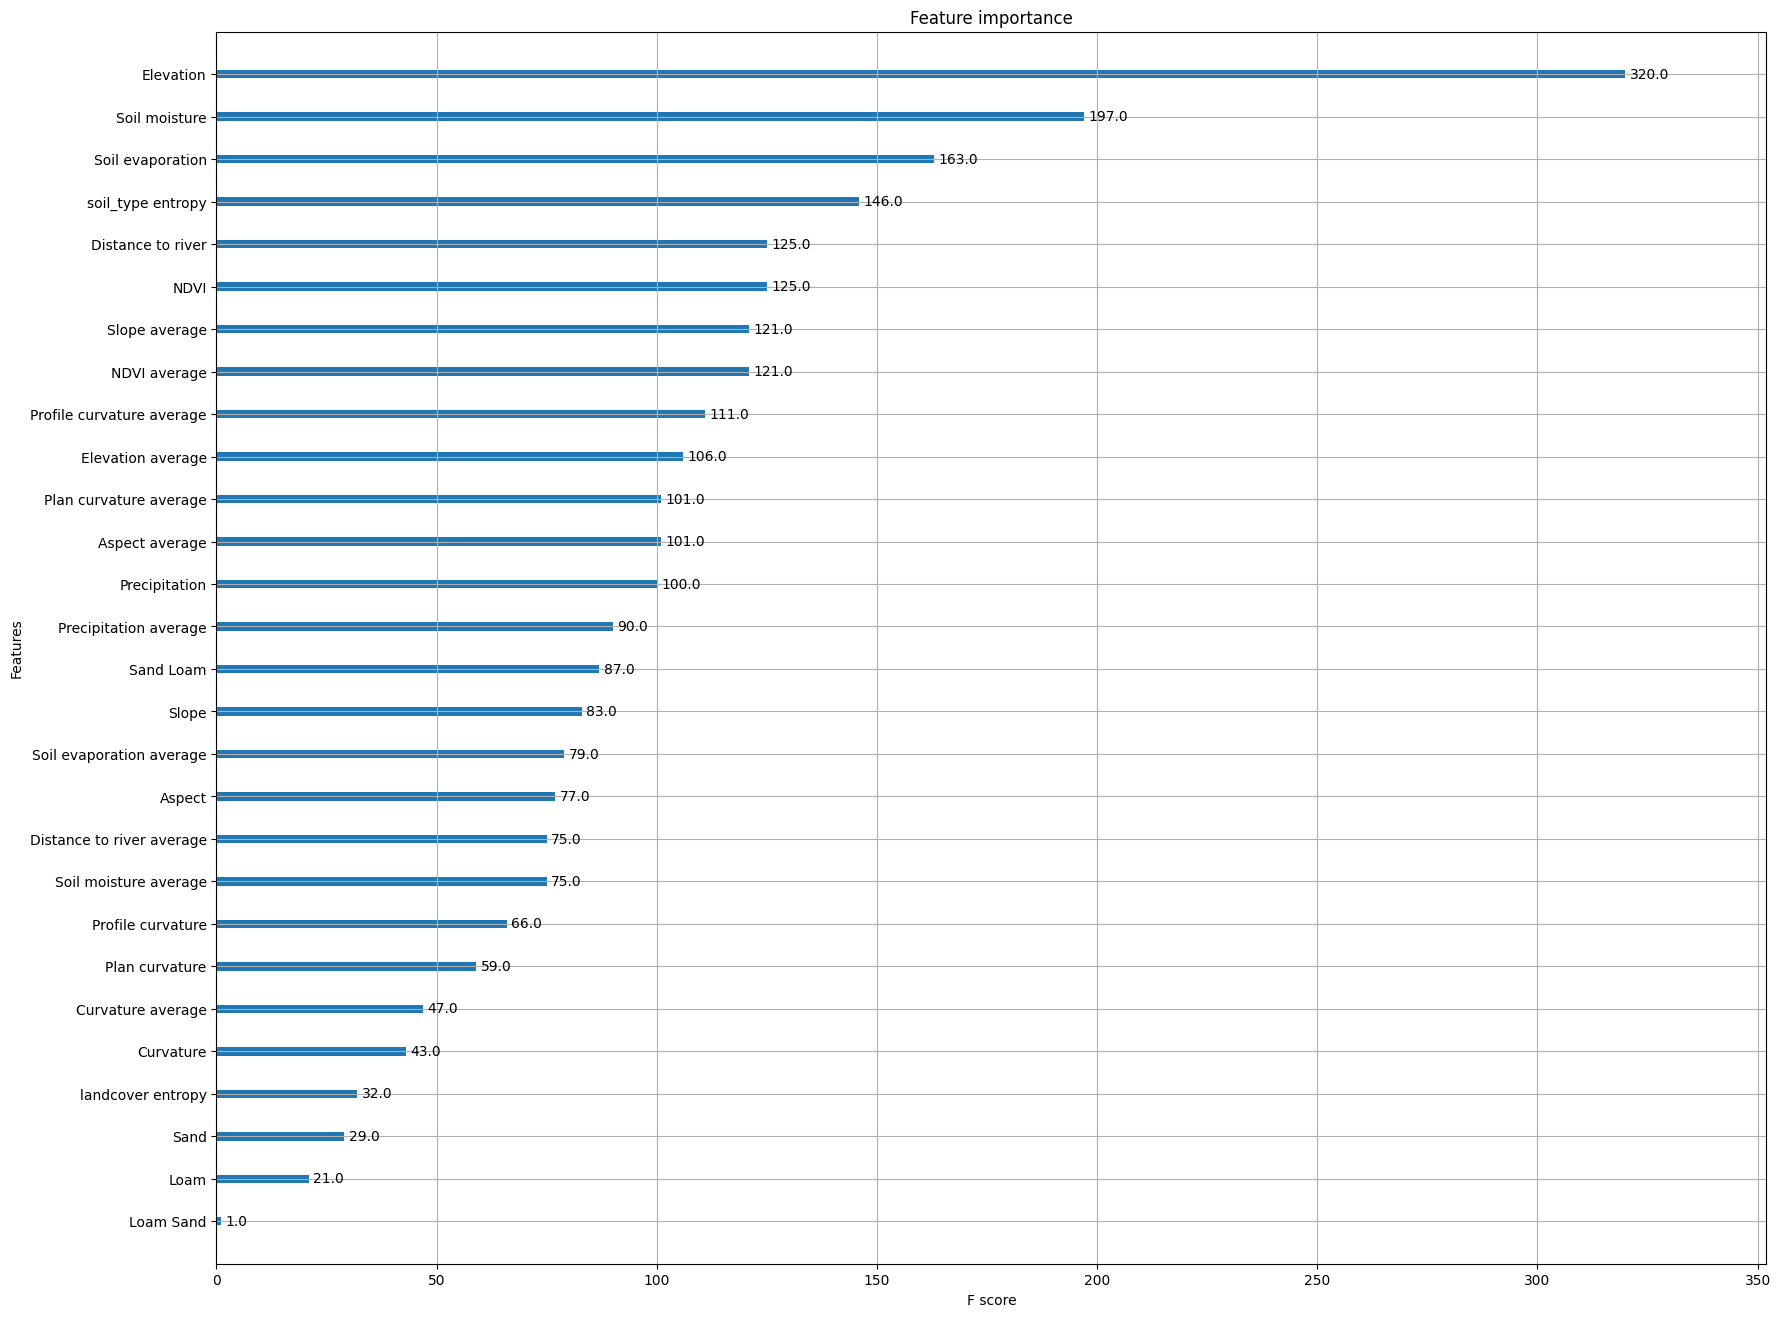 Feature importance
Elevation 320.0
Soil moisture 197.0
Soil evaporation 163.0
soil_type entropy 146.0
Distance to river 125.0
NDVI 125.0
Slope average 121.0
NDVI average 121.0
Profile curvature average 111.0
Elevation average 106.0
Plan curvature average 101.0
Aspect average 101.0
Precipitation 100.0
Precipitation average 90.0
Sand Loam 87.0
Slope 83.0
Soil evaporation average 79.0
Aspect 77.0
Distance to river average 75.0
Soil moisture average 75.0
Profile curvature 66.0
Plan curvature 59.0
Curvature average 47.0
Curvature 43.0
landcover entropy 32.0
Sand 29.0
Loam 21.0
Loam Sand 1.0
Features
0 50 100 150 200 250 300 350
F score